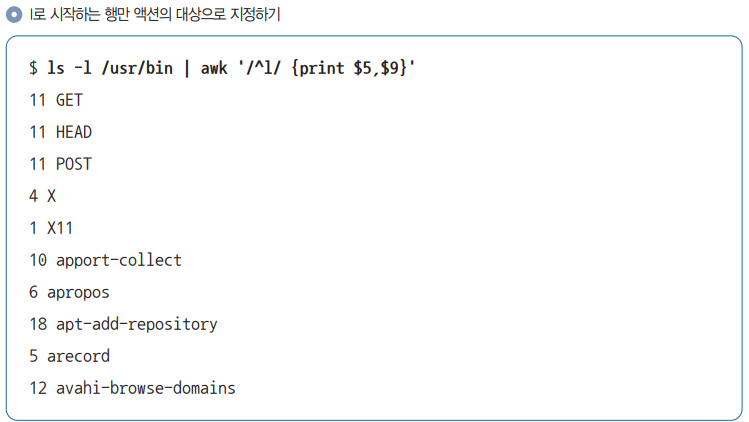 l로 시작하는 행만 액션의 대상으로 지정하기
$ ls -l /usr/bin | awk '/^l/ {print $5,$9}'
11 GET
11 HEAD
11 POST
4 X
1 X11
10 apport-collect
6 apropos
18 apt-add-repository
5 arecord
12 avahi-browse-domains